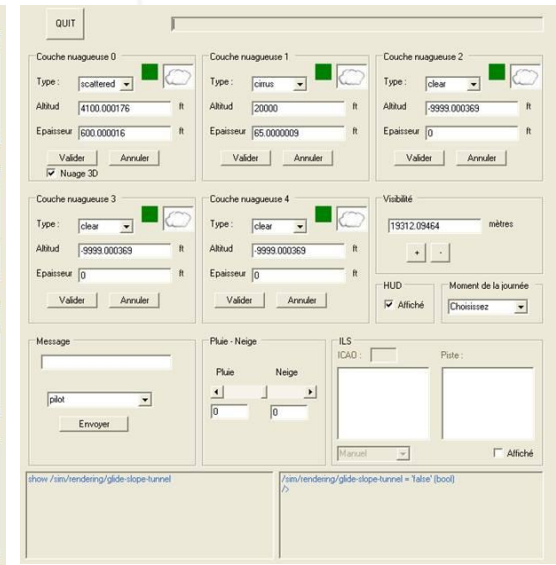 QUIT
Couche nuagueuse 0
Type :
scattered
Altitud
4100.000176
ft
Epaisseur
600.000016
ft
Valider
Annuler
Nuage 3D
Couche nuagueuse 1
Type :
cirrus
Altitud
20000
ft
Epaisseur
65.0000009
ft
Valider
Annuler
Couche nuagueuse 2
Type :
clear
Altitud
-9999.000369
ft
Epaisseur
0
ft
Valider
Annuler
Couche nuagueuse 3
Type :
clear
Altitud
-9999.000369
ft
Epaisseur
0
ft
Valider
Annuler
Couche nuagueuse 4
Type :
clear
Altitud
-9999.000369
ft
Epaisseur
0
ft
Valider
Annuler
Visibilité
19312.09464
mètres
+
-
HUD
Affiché
Moment de la journée
Choisissez
Message
pilot
Envoyer
Pluie - Neige
Pluie
Neige
0
0
ILS
ICAO :
Piste :
Manuel
Affiché
show /sim/rendering/glide-slope-tunnel
/sim/rendering/glide-slope-tunnel = 'false' (bool)
/>